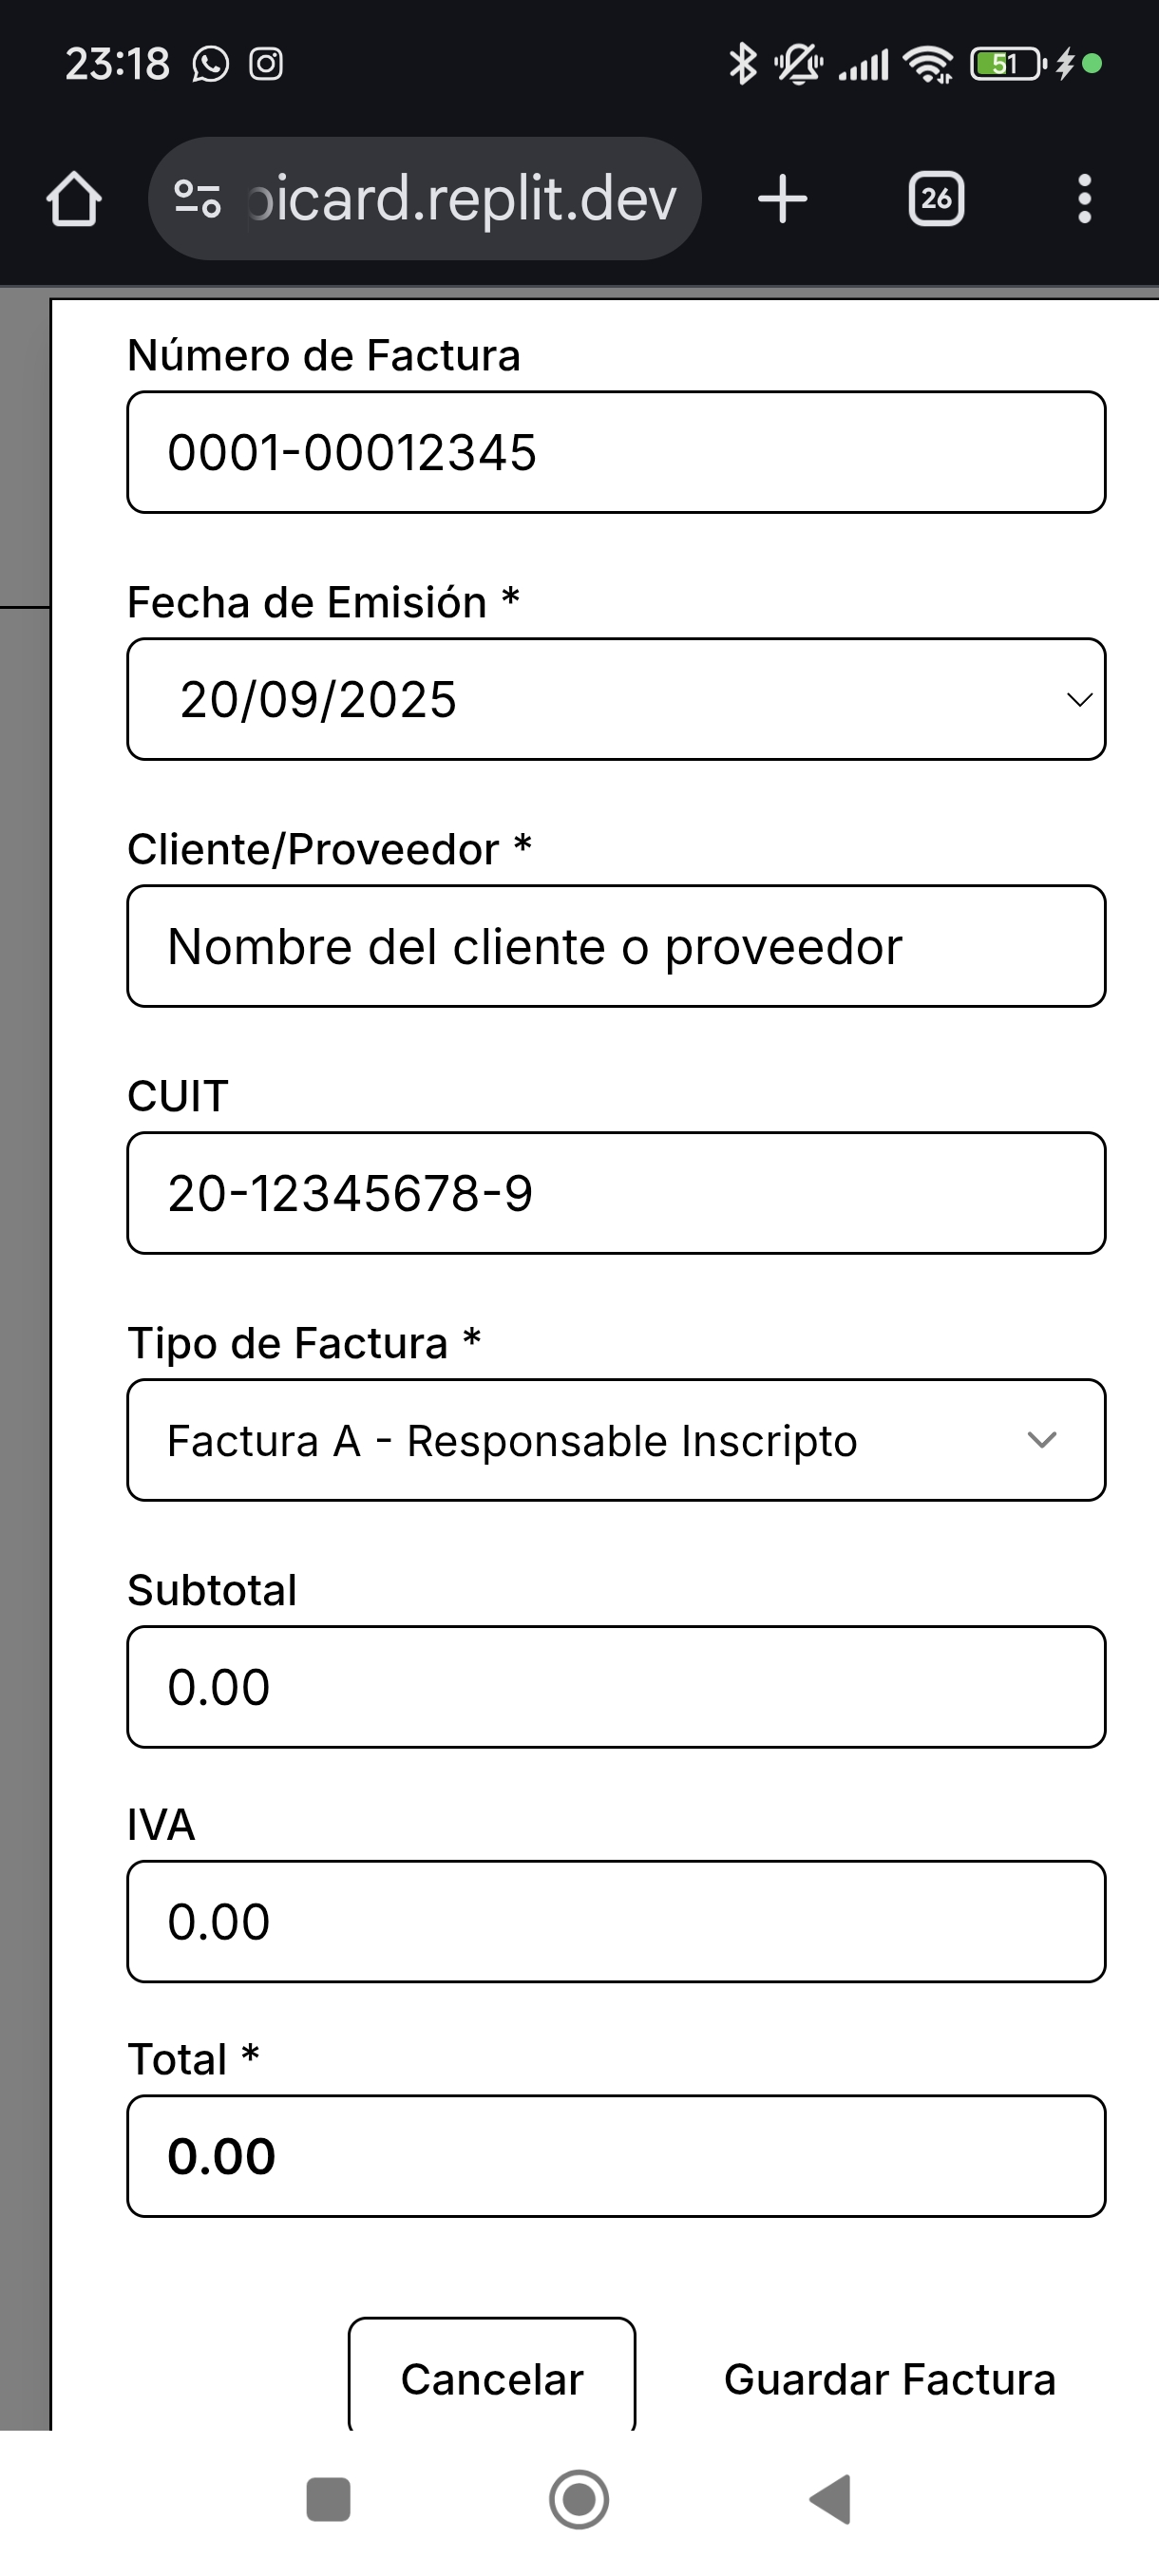 23:18
51
picard.replit.dev
26
Número de Factura
0001-00012345
Fecha de Emisión *
20/09/2025
Cliente/Proveedor *
Nombre del cliente o proveedor
CUIT
20-12345678-9
Tipo de Factura *
Factura A - Responsable Inscripto
Subtotal
0.00
IVA
0.00
Total *
0.00
Cancelar
Guardar Factura